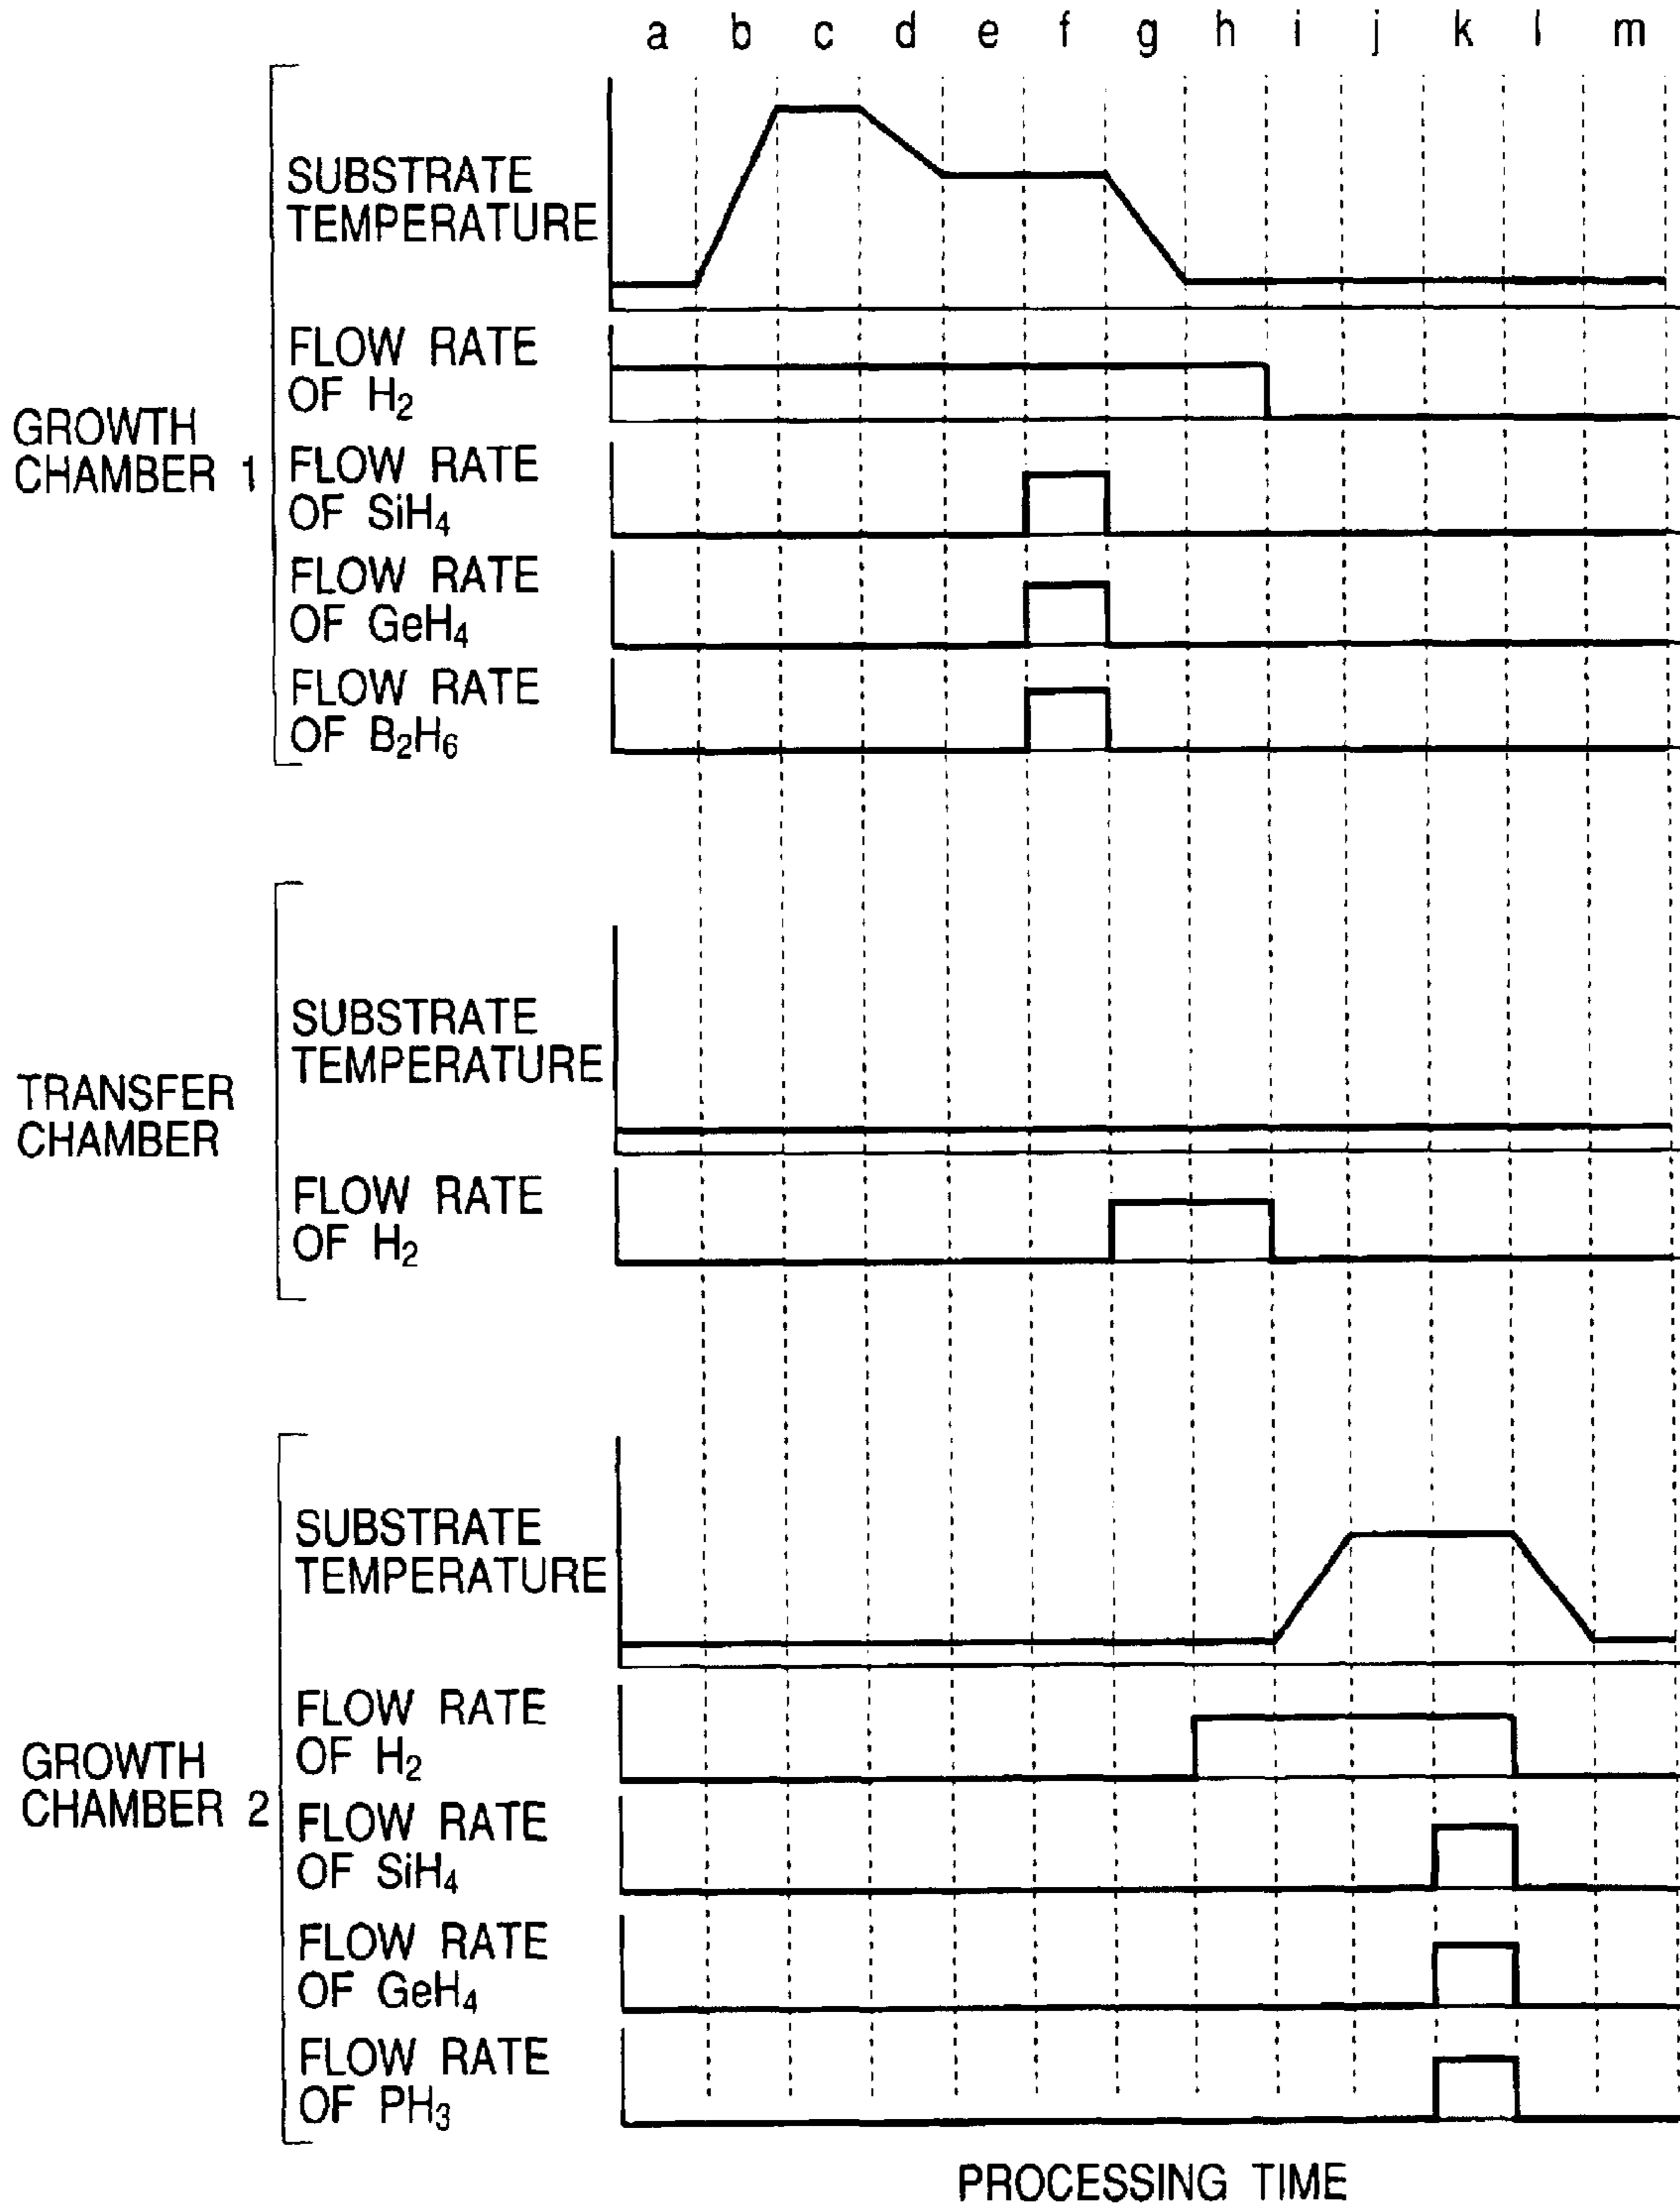 a b c d e f g h i j k l m
GROWTH
CHAMBER 1
SUBSTRATE
TEMPERATURE
FLOW RATE
OF H₂
FLOW RATE
OF SiH₄
FLOW RATE
OF GeH₄
FLOW RATE
OF B₂H₆
TRANSFER
CHAMBER
SUBSTRATE
TEMPERATURE
FLOW RATE
OF H₂
GROWTH
CHAMBER 2
SUBSTRATE
TEMPERATURE
FLOW RATE
OF H₂
FLOW RATE
OF SiH₄
FLOW RATE
OF GeH₄
FLOW RATE
OF PH₃
PROCESSING TIME